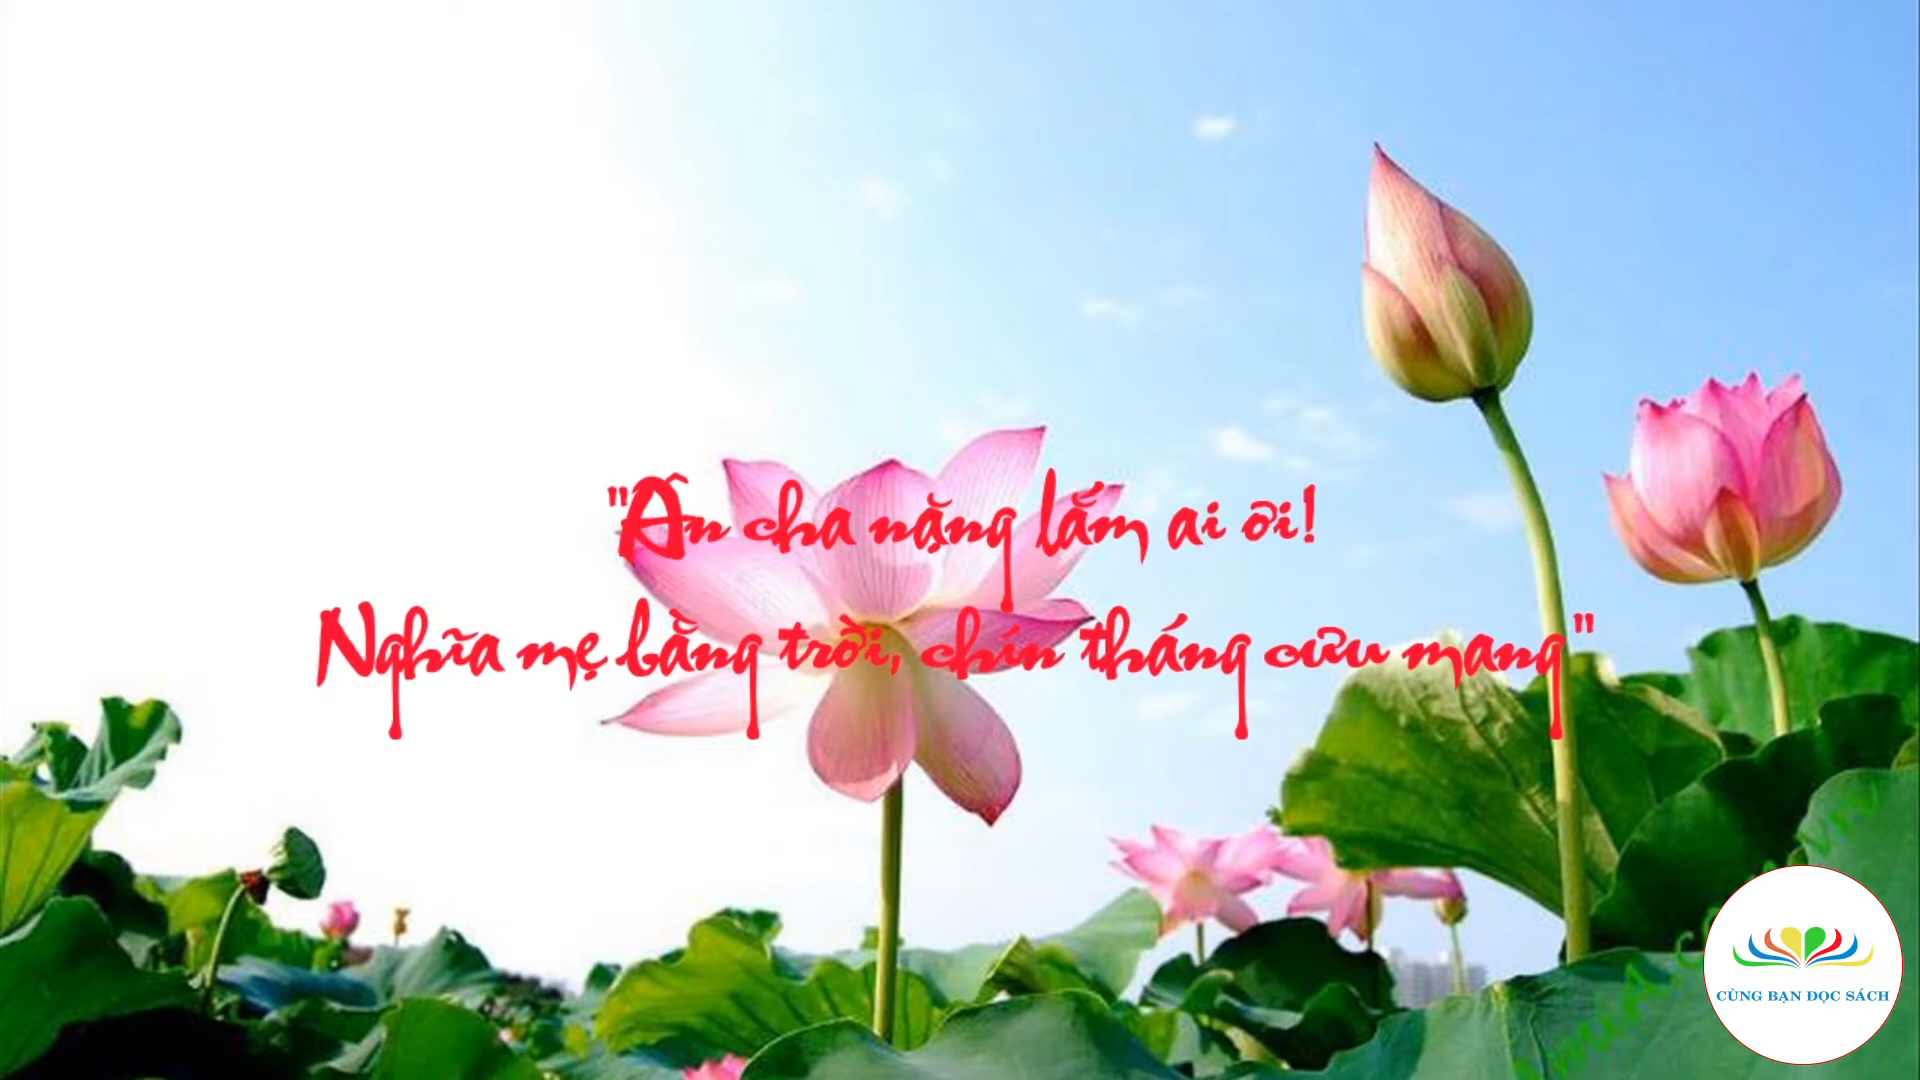 "Ân cha nặng lắm ai ơi!
Nghĩa mẹ bằng trời, chín tháng cưu mang"
CÙNG BẠN ĐỌC SÁCH